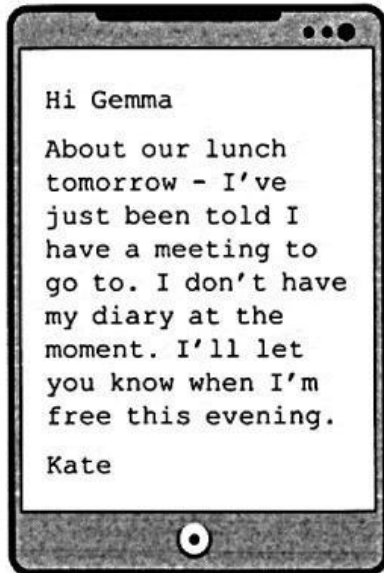 Hi Gemma
About our lunch
tomorrow – I've
just been told I
have a meeting to
go to. I don't have
my diary at the
moment. I'll let
you know when I'm
free this evening.
Kate